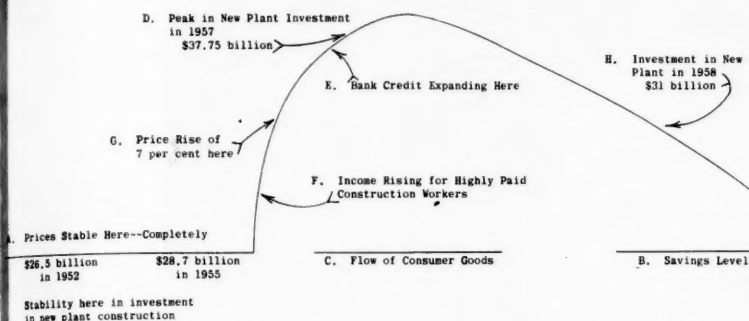 D. Peak in New Plant Investment
in 1957
$37.75 billion
H. Investment in New
Plant in 1958
$31 billion
E. Bank Credit Expanding Here
G. Price Rise of
7 per cent here
F. Income Rising for Highly Paid
Construction Workers
A. Prices Stable Here--Completely
$26.5 billion
in 1952
$28.7 billion
in 1955
C. Flow of Consumer Goods
B. Savings Level
Stability here in investment
in new plant construction